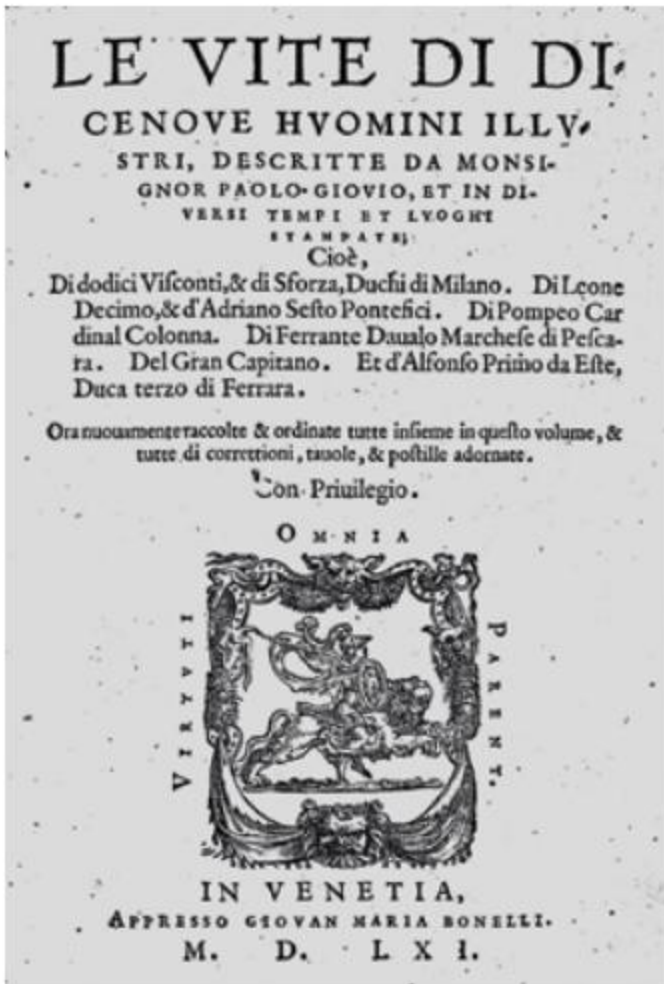 LE VITE DI DI-
CENOVE HVOMINI ILLV-
STRI, DESCRITTE DA MONSI-
GNOR PAOLO GIOVIO, ET IN DI-
VERSI TEMPI ET LVOGHI
STAMPATE;
Cioè,
Di dodici Viſconti, & di Sforza, Duchi di Milano. Di Leone
Decimo, & d'Adriano Seſto Pontefici. Di Pompeo Car
dinal Colonna. Di Ferrante Daualo Marcheſe di Peſca-
ra. Del Gran Capitano. Et d'Alfonſo Primo da Eſte,
Duca terzo di Ferrara.
Ora nuouamente raccolte & ordinate tutte inſieme in queſto volume, &
tutte di correttioni, tauole, & poſtille adornate.
Con Priuilegio.
OMNIA
VIRTVTI
PARENT.
IN VENETIA,
APPRESSO GIOVAN MARIA BONELLI.
M. D. LXI.